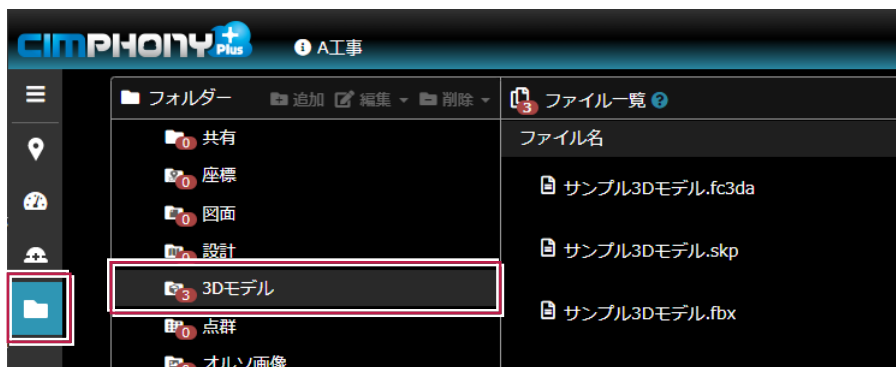 CIMPHONY Plus
A工事
フォルダー 追加 編集 削除
3 ファイル一覧
0 共有
ファイル名
0 座標
サンプル3Dモデル.fc3da
0 図面
0 設計
サンプル3Dモデル.skp
3 3Dモデル
サンプル3Dモデル.fbx
0 点群
オルソ画像